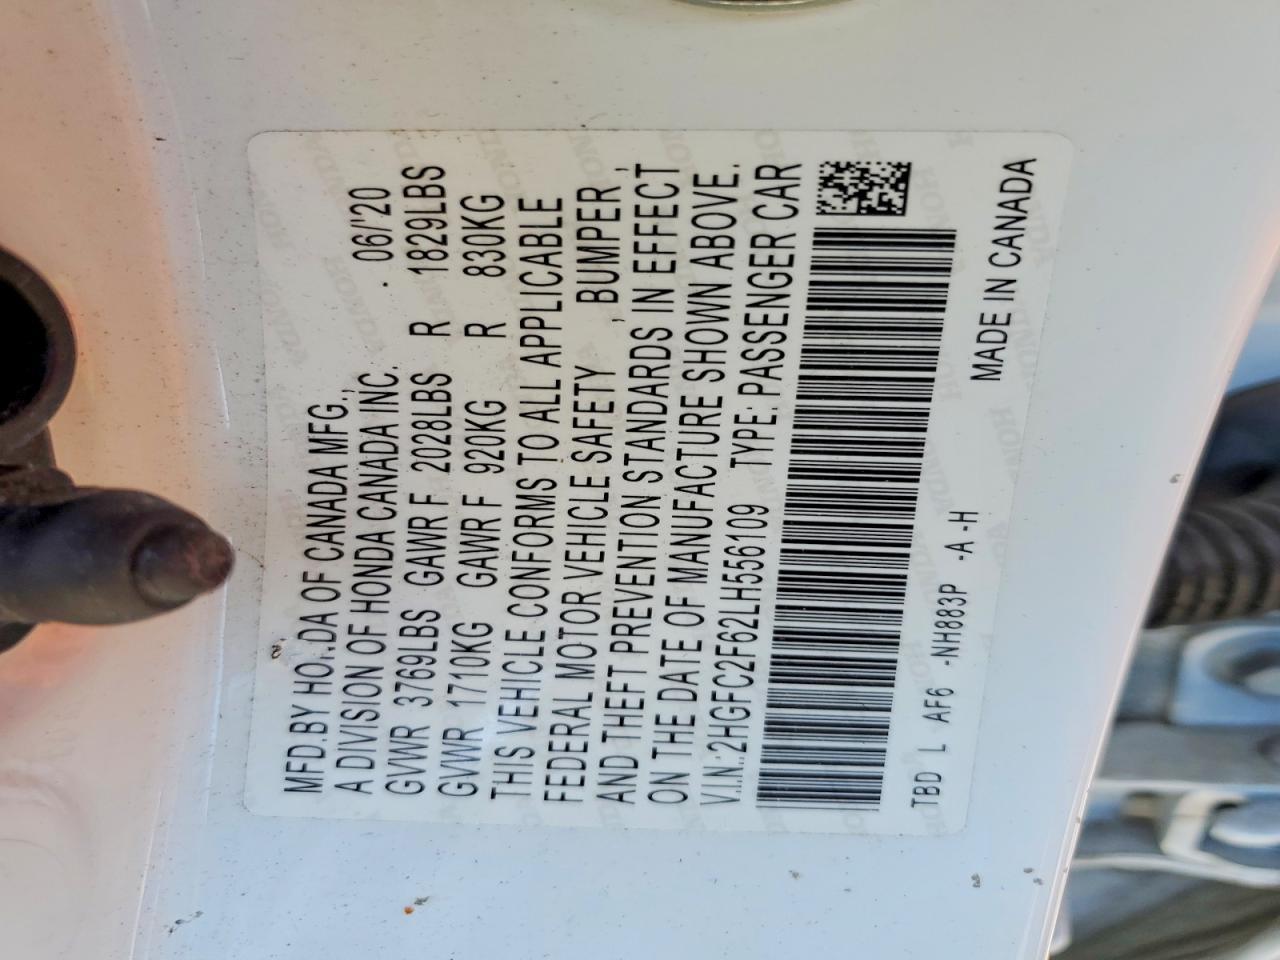 MFD.BY HONDA OF CANADA MFG.,
A DIVISION OF HONDA CANADA INC. 06/'20
GVWR 3769LBS GAWR F 2028LBS R 1829LBS
GVWR 1710KG GAWR F 920KG R 830KG
THIS VEHICLE CONFORMS TO ALL APPLICABLE
FEDERAL MOTOR VEHICLE SAFETY , BUMPER ,
AND THEFT PREVENTION STANDARDS IN EFFECT
ON THE DATE OF MANUFACTURE SHOWN ABOVE.
V.I.N.:2HGFC2F62LH556109 TYPE: PASSENGER CAR
TBD L AF6 -NH883P -A -H
MADE IN CANADA